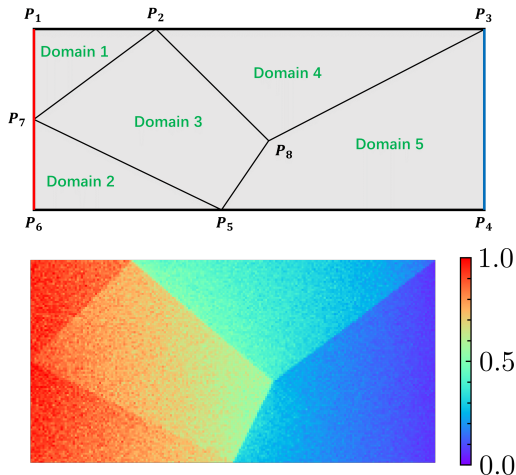 P1 P2 P3
Domain 1
Domain 4
P7 Domain 3
P8 Domain 5
Domain 2
P6 P5 P4
1.0
0.5
0.0